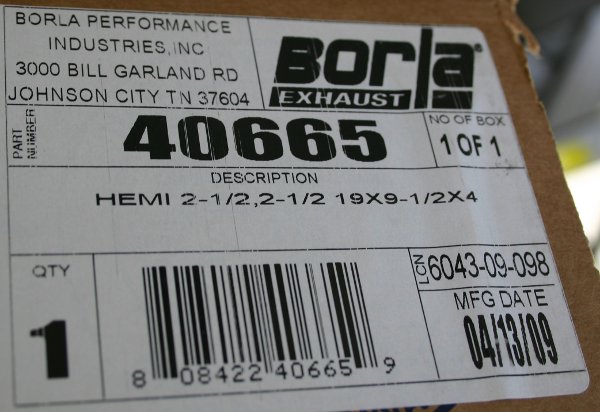 BORLA PERFORMANCE
INDUSTRIES,INC
3000 BILL GARLAND RD
JOHNSON CITY TN 37604
BORLA®
EXHAUST
PART
NUMBER
40665
NO OF BOX
1 OF 1
DESCRIPTION
HEMI 2-1/2,2-1/2 19X9-1/2X4
QTY
1
8 08422 40665 9
LCN
6043-09-098
MFG DATE
04/13/09